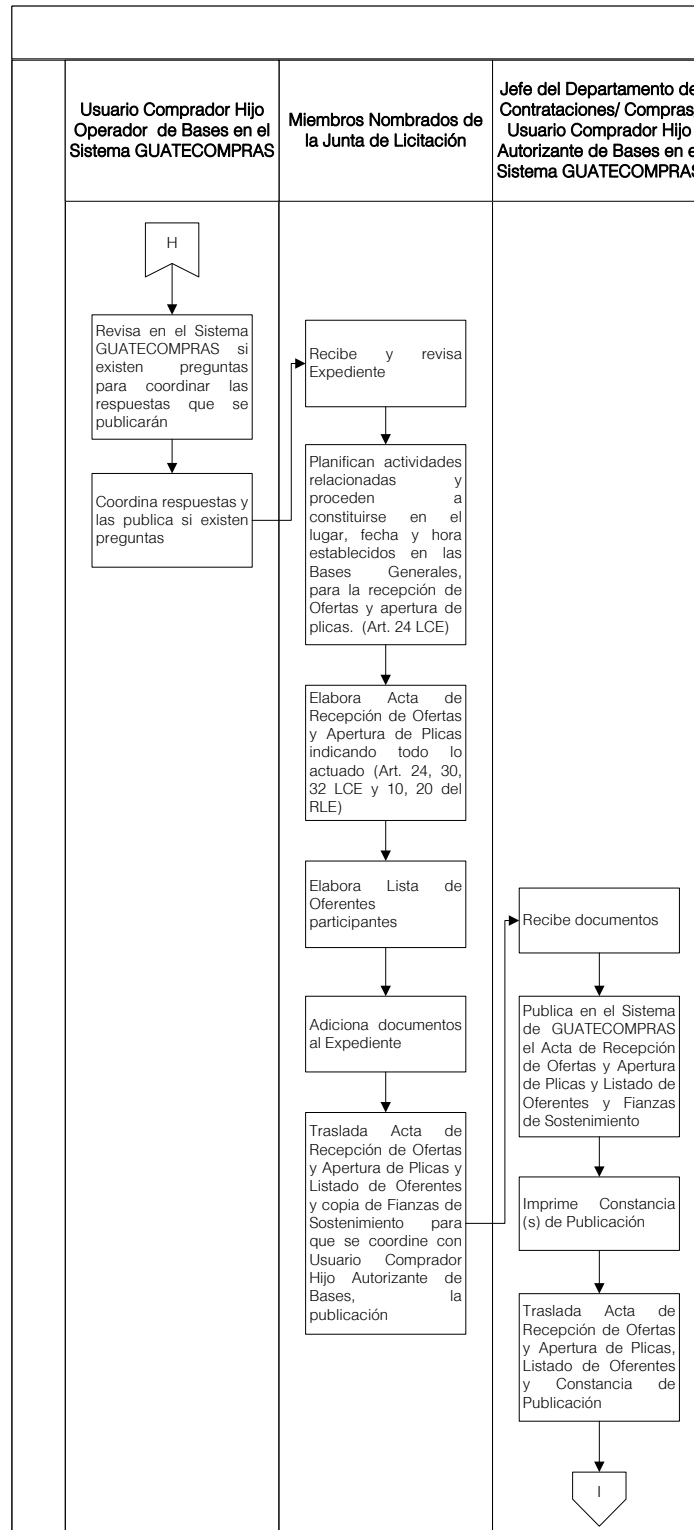 Usuario Comprador Hijo
Operador de Bases en el
Sistema GUATECOMPRAS
Miembros Nombrados de
la Junta de Licitación
Jefe del Departamento de
Contrataciones/ Compras
Usuario Comprador Hijo
Autorizante de Bases en el
Sistema GUATECOMPRAS
H
Revisa en el Sistema
GUATECOMPRAS si
existen preguntas
para coordinar las
respuestas que se
publicarán
Coordina respuestas y
las publica si existen
preguntas
Recibe y revisa
Expediente
Planifican actividades
relacionadas y
proceden a
constituirse en el
lugar, fecha y hora
establecidos en las
Bases Generales,
para la recepción de
Ofertas y apertura de
plicas. (Art. 24 LCE)
Elabora Acta de
Recepción de Ofertas
y Apertura de Plicas
indicando todo lo
actuado (Art. 24, 30,
32 LCE y 10, 20 del
RLE)
Elabora Lista de
Oferentes
participantes
Adiciona documentos
al Expediente
Traslada Acta de
Recepción de Ofertas
y Apertura de Plicas y
Listado de Oferentes
y copia de Fianzas de
Sostenimiento para
que se coordine con
Usuario Comprador
Hijo Autorizante de
Bases, la
publicación
Recibe documentos
Publica en el Sistema
de GUATECOMPRAS
el Acta de Recepción
de Ofertas y Apertura
de Plicas y Listado de
Oferentes y Fianzas
de Sostenimiento
Imprime Constancia
(s) de Publicación
Traslada Acta de
Recepción de Ofertas
y Apertura de Plicas,
Listado de Oferentes
y Constancia de
Publicación
I